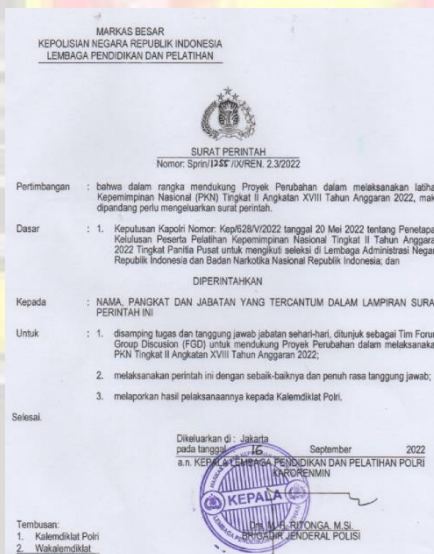 MARKAS BESAR
KEPOLISIAN NEGARA REPUBLIK INDONESIA
LEMBAGA PENDIDIKAN DAN PELATIHAN
SURAT PERINTAH
Nomor: Sprin/1255/IX/REN. 2.3/2022
Pertimbangan : bahwa dalam rangka mendukung Proyek Perubahan dalam melaksanakan latiha
Kepemimpinan Nasional (PKN) Tingkat II Angkatan XVIII Tahun Anggaran 2022, mak
dipandang perlu mengeluarkan surat perintah.
Dasar : 1. Keputusan Kapolri Nomor: Kep/628/V/2022 tanggal 20 Mei 2022 tentang Penetapa
Kelulusan Peserta Pelatihan Kepemimpinan Nasional Tingkat II Tahun Anggara
2022 Tingkat Panitia Pusat untuk mengikuti seleksi di Lembaga Administrasi Negar
Republik Indonesia dan Badan Narkotika Nasional Republik Indonesia; dan
DIPERINTAHKAN
Kepada : NAMA, PANGKAT DAN JABATAN YANG TERCANTUM DALAM LAMPIRAN SURA
PERINTAH INI
Untuk : 1. disamping tugas dan tanggung jawab jabatan sehari-hari, ditunjuk sebagai Tim Forun
Group Discusion (FGD) untuk mendukung Proyek Perubahan dalam melaksanaka
PKN Tingkat II Angkatan XVIII Tahun Anggaran 2022;
2. melaksanakan perintah ini dengan sebaik-baiknya dan penuh rasa tanggung jawab;
3. melaporkan hasil pelaksanaannya kepada Kalemdiklat Polri.
Selesai.
Dikeluarkan di : Jakarta
pada tanggal 16 September 2022
a.n. KEPALA LEMBAGA PENDIDIKAN DAN PELATIHAN POLRI
KARORENMIN
KEPALA
Drs. M. B. RITONGA, M.Si.
BRIGADIR JENDERAL POLISI
Tembusan:
1. Kalemdiklat Polri
2. Wakalemdiklat